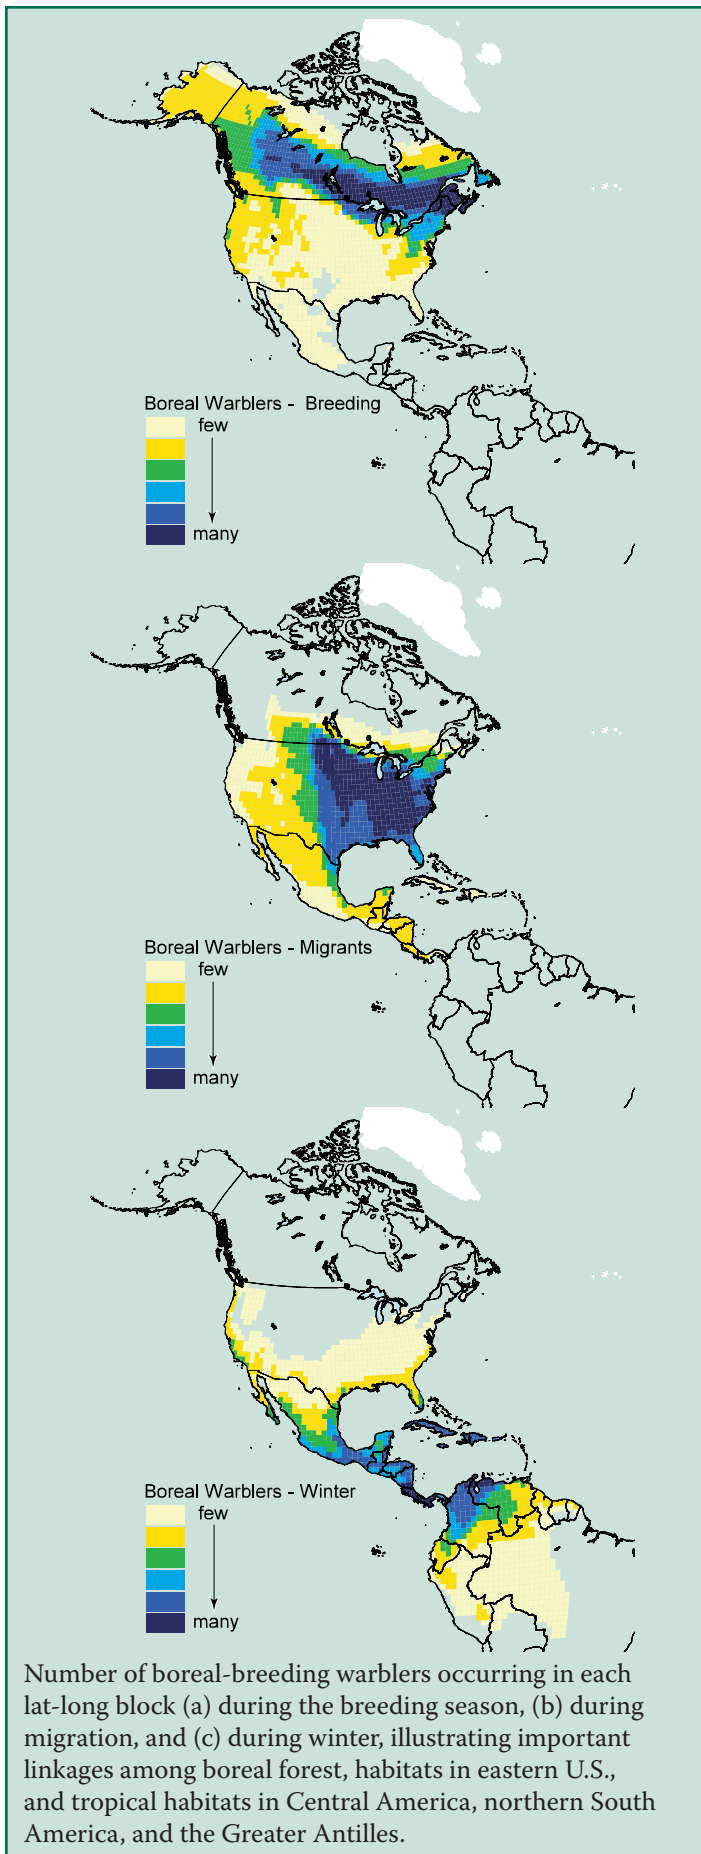 Boreal Warblers - Breeding
few
many
Boreal Warblers - Migrants
few
many
Boreal Warblers - Winter
few
many
Number of boreal-breeding warblers occurring in each
lat-long block (a) during the breeding season, (b) during
migration, and (c) during winter, illustrating important
linkages among boreal forest, habitats in eastern U.S.,
and tropical habitats in Central America, northern South
America, and the Greater Antilles.